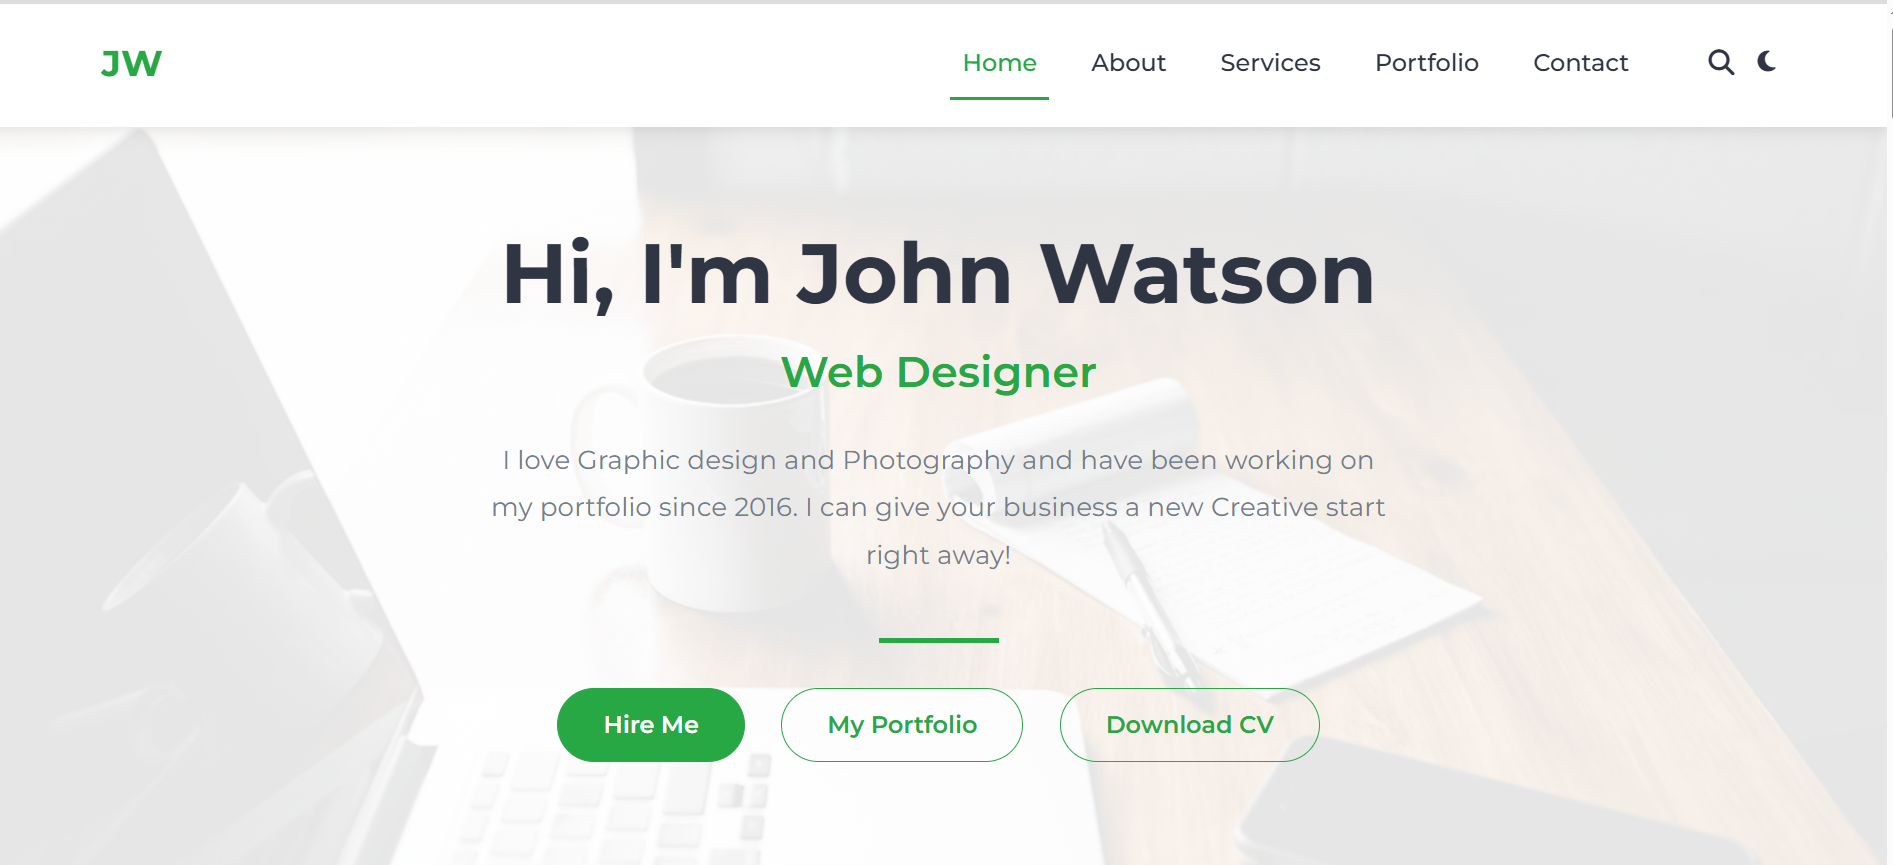 JW
Home About Services Portfolio Contact
Hi, I'm John Watson
Web Designer
I love Graphic design and Photography and have been working on
my portfolio since 2016. I can give your business a new Creative start
right away!
Hire Me My Portfolio Download CV